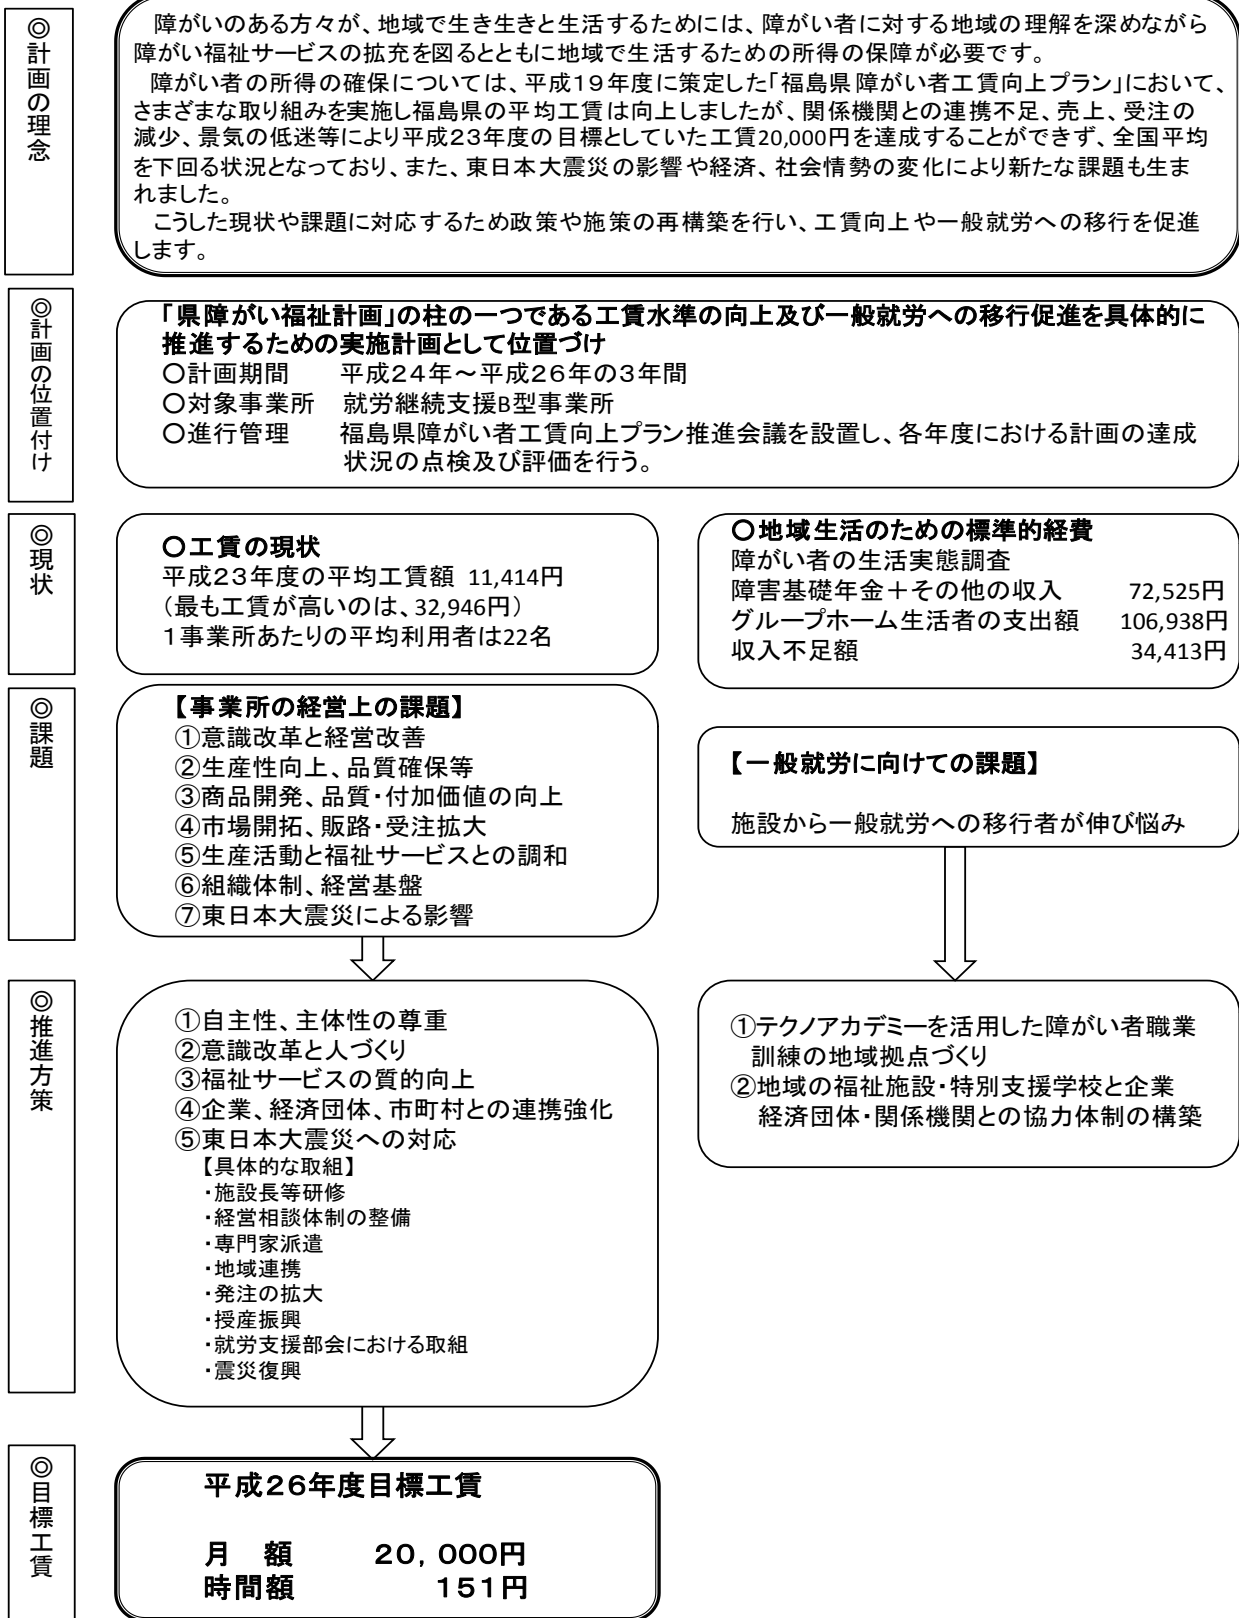 ◎計画の理念
障がいのある方々が、地域で生き生きと生活するためには、障がい者に対する地域の理解を深めながら
障がい福祉サービスの拡充を図るとともに地域で生活するための所得の保障が必要です。
障がい者の所得の確保については、平成19年度に策定した「福島県障がい者工賃向上プラン」において、
さまざまな取り組みを実施し福島県の平均工賃は向上しましたが、関係機関との連携不足、売上、受注の
減少、景気の低迷等により平成23年度の目標としていた工賃20,000円を達成することができず、全国平均
を下回る状況となっており、また、東日本大震災の影響や経済、社会情勢の変化により新たな課題も生ま
れました。
こうした現状や課題に対応するため政策や施策の再構築を行い、工賃向上や一般就労への移行を促進
します。
◎計画の位置付け
「県障がい福祉計画」の柱の一つである工賃水準の向上及び一般就労への移行促進を具体的に
推進するための実施計画として位置づけ
○計画期間 平成24年～平成26年の3年間
○対象事業所 就労継続支援B型事業所
○進行管理 福島県障がい者工賃向上プラン推進会議を設置し、各年度における計画の達成
状況の点検及び評価を行う。
◎現状
○工賃の現状
平成23年度の平均工賃額 11,414円
（最も工賃が高いのは、32,946円）
1事業所あたりの平均利用者は22名
○地域生活のための標準的経費
障がい者の生活実態調査
障害基礎年金＋その他の収入 72,525円
グループホーム生活者の支出額 106,938円
収入不足額 34,413円
◎課題
【事業所の経営上の課題】
①意識改革と経営改善
②生産性向上、品質確保等
③商品開発、品質・付加価値の向上
④市場開拓、販路・受注拡大
⑤生産活動と福祉サービスとの調和
⑥組織体制、経営基盤
⑦東日本大震災による影響
【一般就労に向けての課題】
施設から一般就労への移行者が伸び悩み
◎推進方策
①自主性、主体性の尊重
②意識改革と人づくり
③福祉サービスの質的向上
④企業、経済団体、市町村との連携強化
⑤東日本大震災への対応
【具体的な取組】
・施設長等研修
・経営相談体制の整備
・専門家派遣
・地域連携
・発注の拡大
・授産振興
・就労支援部会における取組
・震災復興
①テクノアカデミーを活用した障がい者職業
訓練の地域拠点づくり
②地域の福祉施設・特別支援学校と企業
経済団体・関係機関との協力体制の構築
◎目標工賃
平成26年度目標工賃
月 額 20,000円
時間額 151円